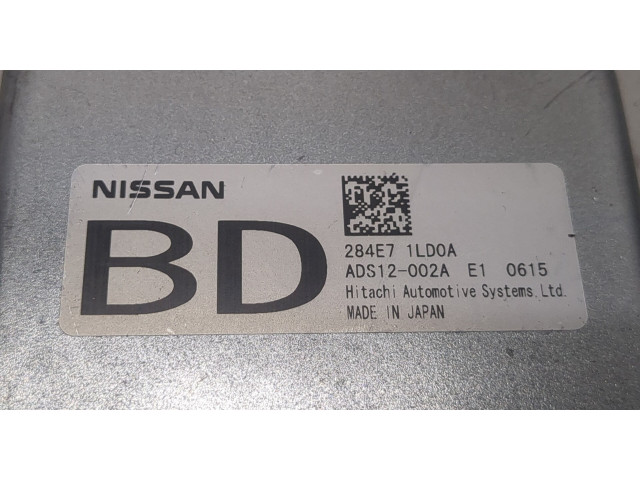 NISSAN
BD
284E7 1LD0A
ADS12-002A E1 0615
Hitachi Automotive Systems,Ltd.
MADE IN JAPAN